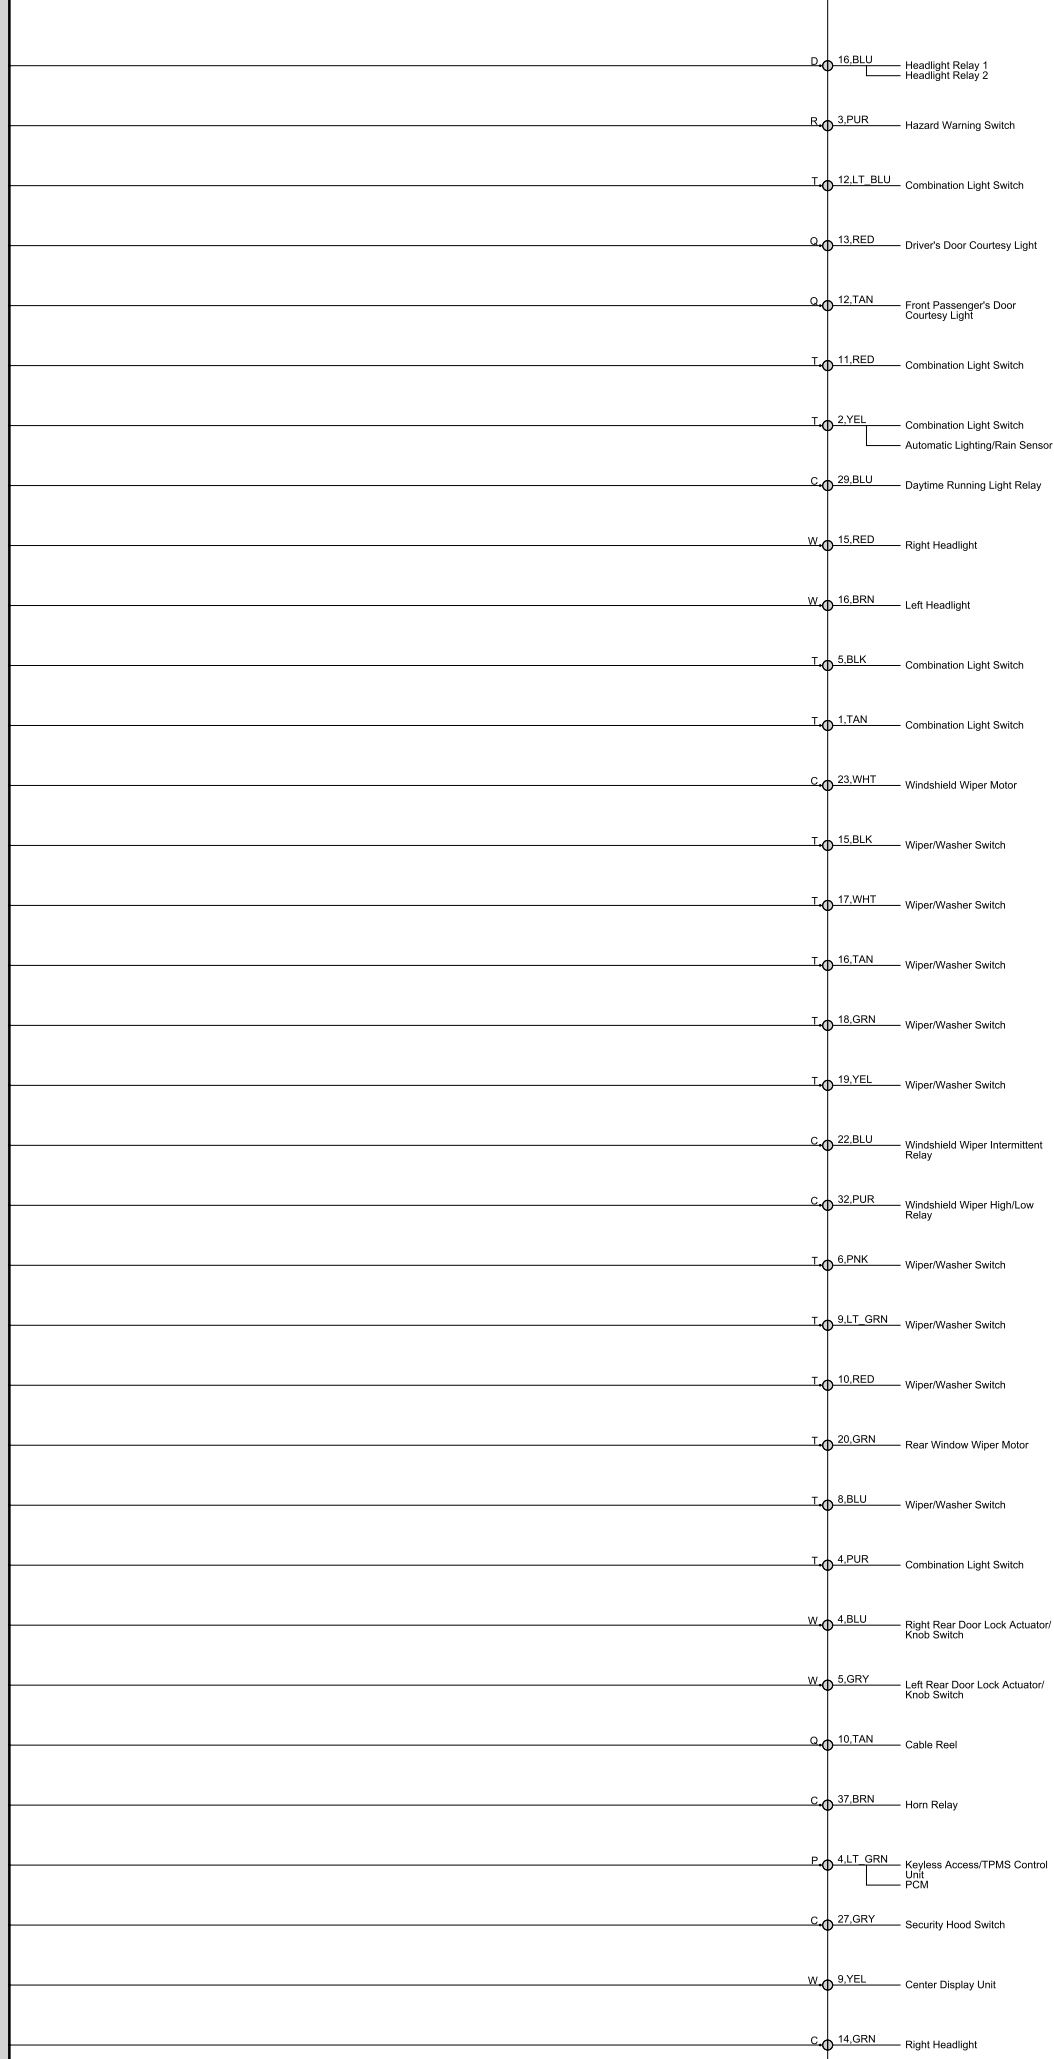 D 16,BLU Headlight Relay 1
Headlight Relay 2
R 3,PUR Hazard Warning Switch
T 12,LT_BLU Combination Light Switch
Q 13,RED Driver's Door Courtesy Light
Q 12,TAN Front Passenger's Door
Courtesy Light
T 11,RED Combination Light Switch
T 2,YEL Combination Light Switch
Automatic Lighting/Rain Sensor
C 29,BLU Daytime Running Light Relay
W 15,RED Right Headlight
W 16,BRN Left Headlight
T 5,BLK Combination Light Switch
T 1,TAN Combination Light Switch
C 23,WHT Windshield Wiper Motor
T 15,BLK Wiper/Washer Switch
T 17,WHT Wiper/Washer Switch
T 16,TAN Wiper/Washer Switch
T 18,GRN Wiper/Washer Switch
T 19,YEL Wiper/Washer Switch
C 22,BLU Windshield Wiper Intermittent
Relay
C 32,PUR Windshield Wiper High/Low
Relay
T 6,PNK Wiper/Washer Switch
T 9,LT_GRN Wiper/Washer Switch
T 10,RED Wiper/Washer Switch
T 20,GRN Rear Window Wiper Motor
T 8,BLU Wiper/Washer Switch
T 4,PUR Combination Light Switch
W 4,BLU Right Rear Door Lock Actuator/
Knob Switch
W 5,GRY Left Rear Door Lock Actuator/
Knob Switch
Q 10,TAN Cable Reel
C 37,BRN Horn Relay
P 4,LT_GRN Keyless Access/TPMS Control
Unit
PCM
C 27,GRY Security Hood Switch
W 9,YEL Center Display Unit
C 14,GRN Right Headlight